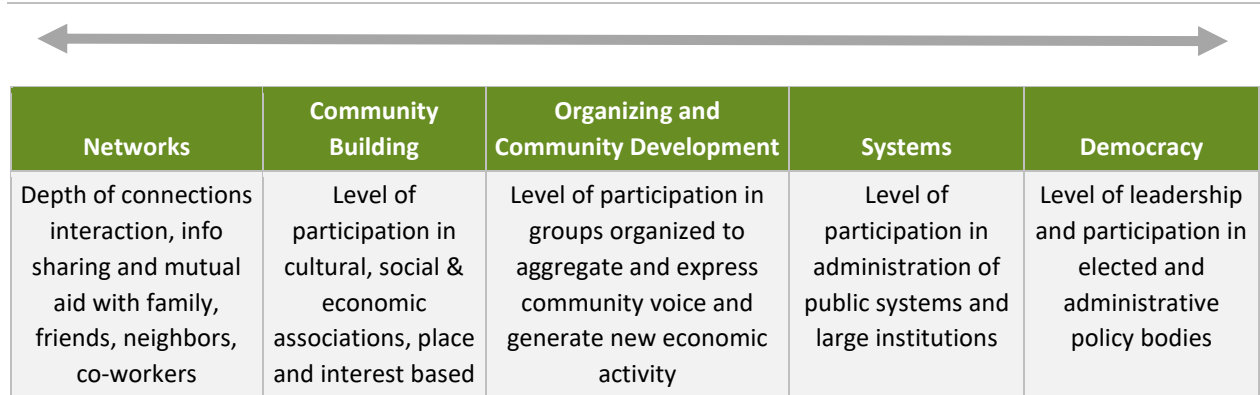 Networks
Community
Building
Organizing and
Community Development
Systems
Democracy
Depth of connections
interaction, info
sharing and mutual
aid with family,
friends, neighbors,
co-workers
Level of
participation in
cultural, social &
economic
associations, place
and interest based
Level of participation in
groups organized to
aggregate and express
community voice and
generate new economic
activity
Level of
participation in
administration of
public systems and
large institutions
Level of leadership
and participation in
elected and
administrative
policy bodies